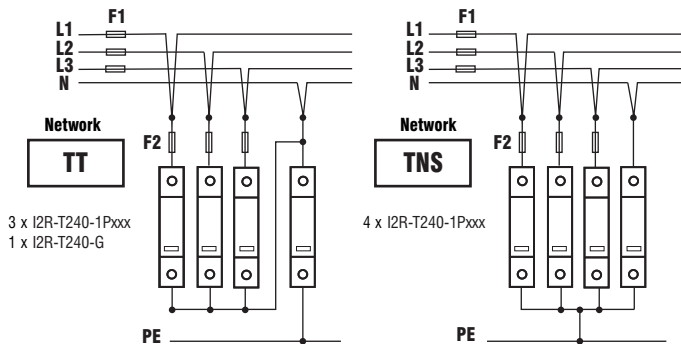 F1
L1
L2
L3
N
Network
TT
F2
3 x I2R-T240-1Pxxx
1 x I2R-T240-G
PE
F1
L1
L2
L3
N
Network
TNS
F2
4 x I2R-T240-1Pxxx
PE